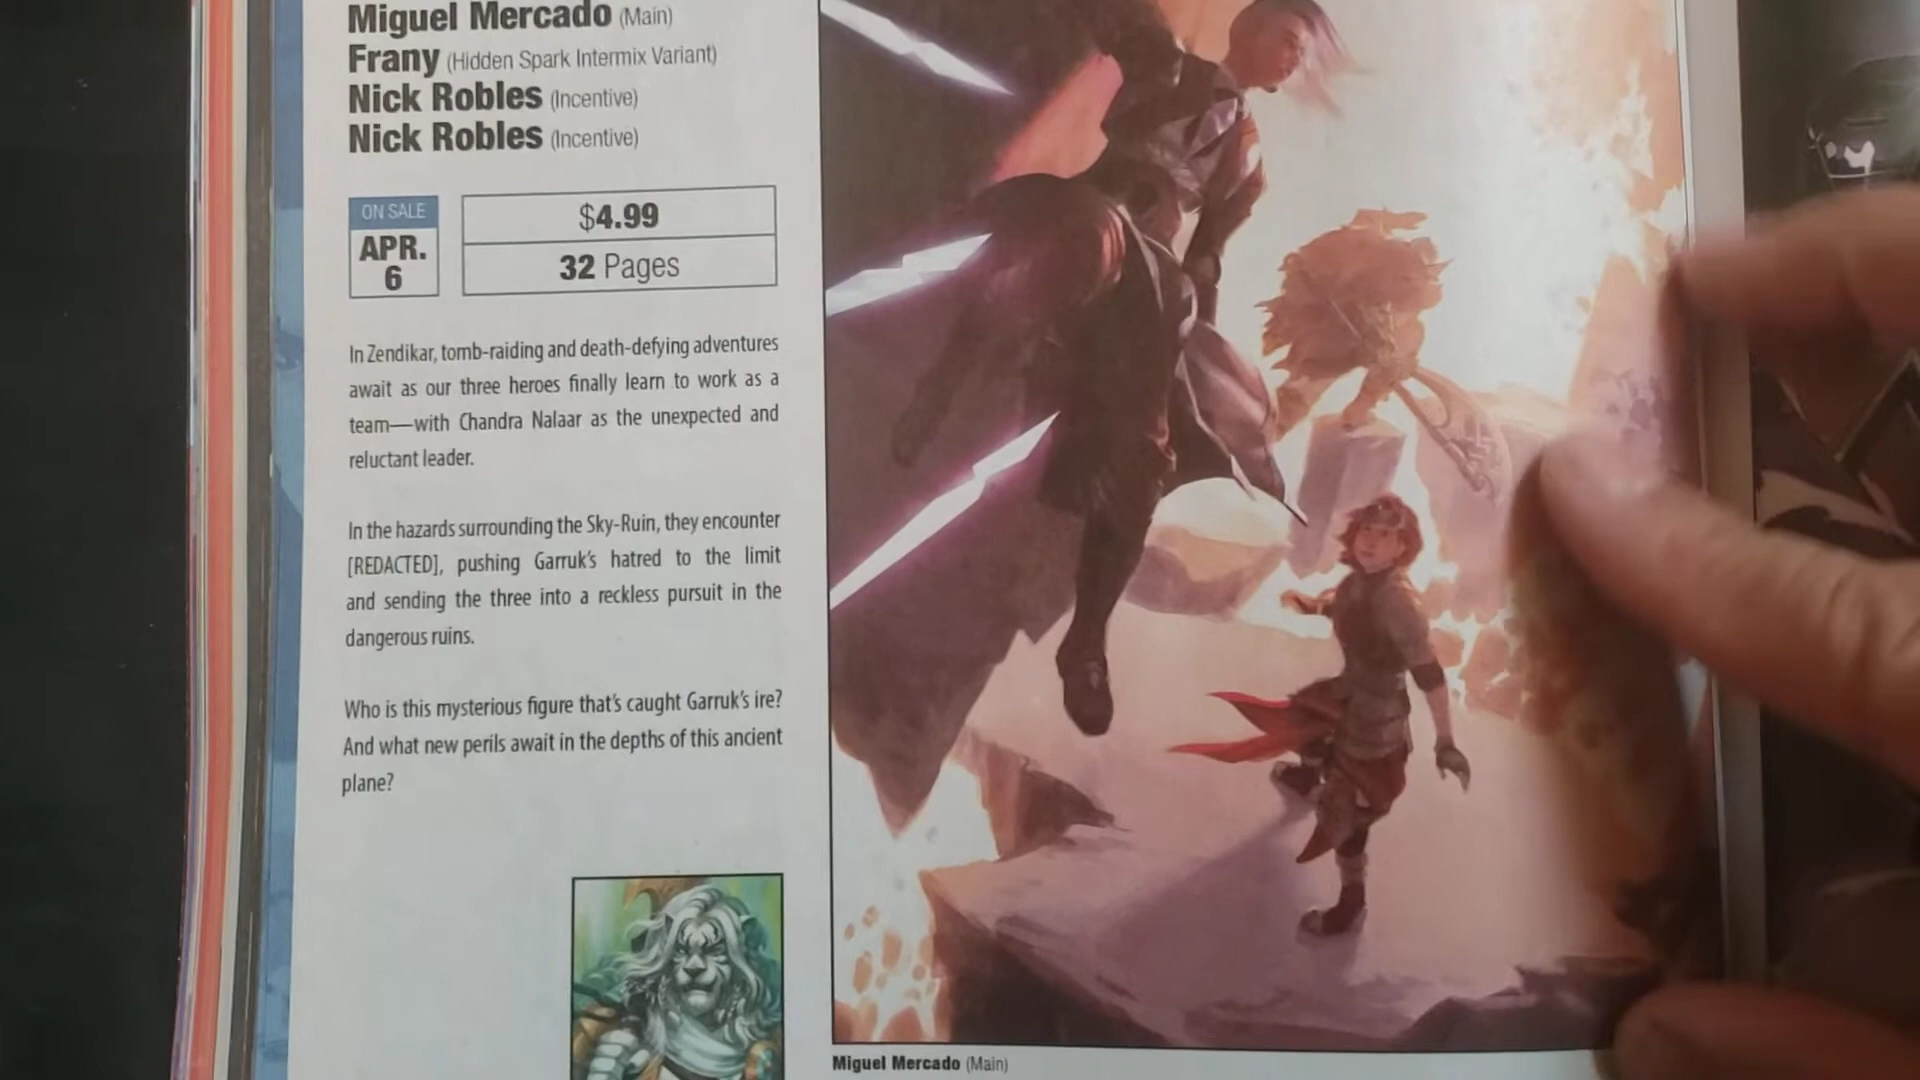 Miguel Mercado (Main)
Frany (Hidden Spark Intermix Variant)
Nick Robles (Incentive)
Nick Robles (Incentive)
ON SALE
APR.
6
$4.99
32 Pages
In Zendikar, tomb-raiding and death-defying adventures
await as our three heroes finally learn to work as a
team—with Chandra Nalaar as the unexpected and
reluctant leader.
In the hazards surrounding the Sky-Ruin, they encounter
[REDACTED], pushing Garruk's hatred to the limit
and sending the three into a reckless pursuit in the
dangerous ruins.
Who is this mysterious figure that's caught Garruk's ire?
And what new perils await in the depths of this ancient
plane?
Miguel Mercado (Main)